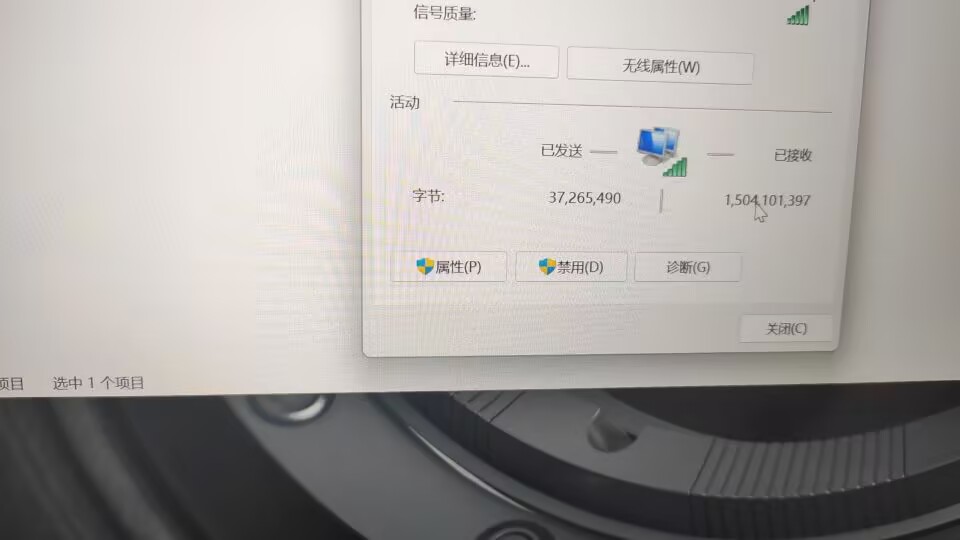 信号质量:
详细信息(E)... 无线属性(W)
活动
已发送 已接收
字节: 37,265,490 1,504,101,397
属性(P) 禁用(D) 诊断(G)
关闭(C)
项目 选中 1 个项目